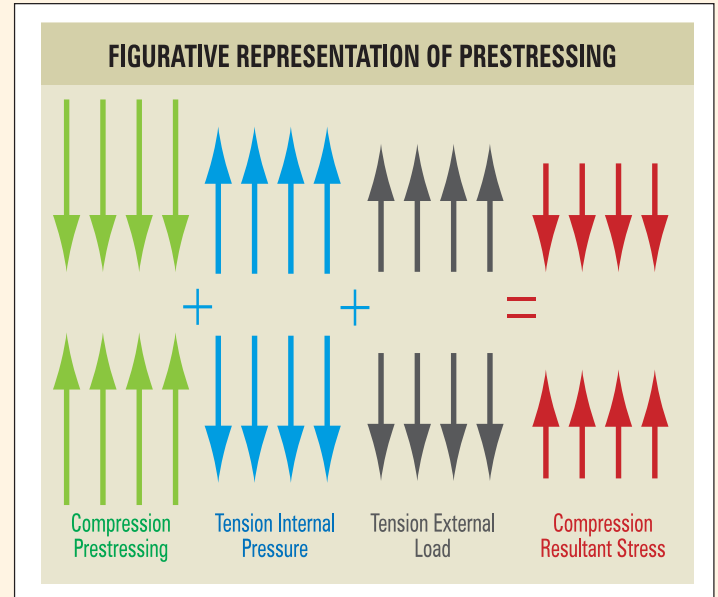 FIGURATIVE REPRESENTATION OF PRESTRESSING
+ + =
Compression
Prestressing
Tension Internal
Pressure
Tension External
Load
Compression
Resultant Stress